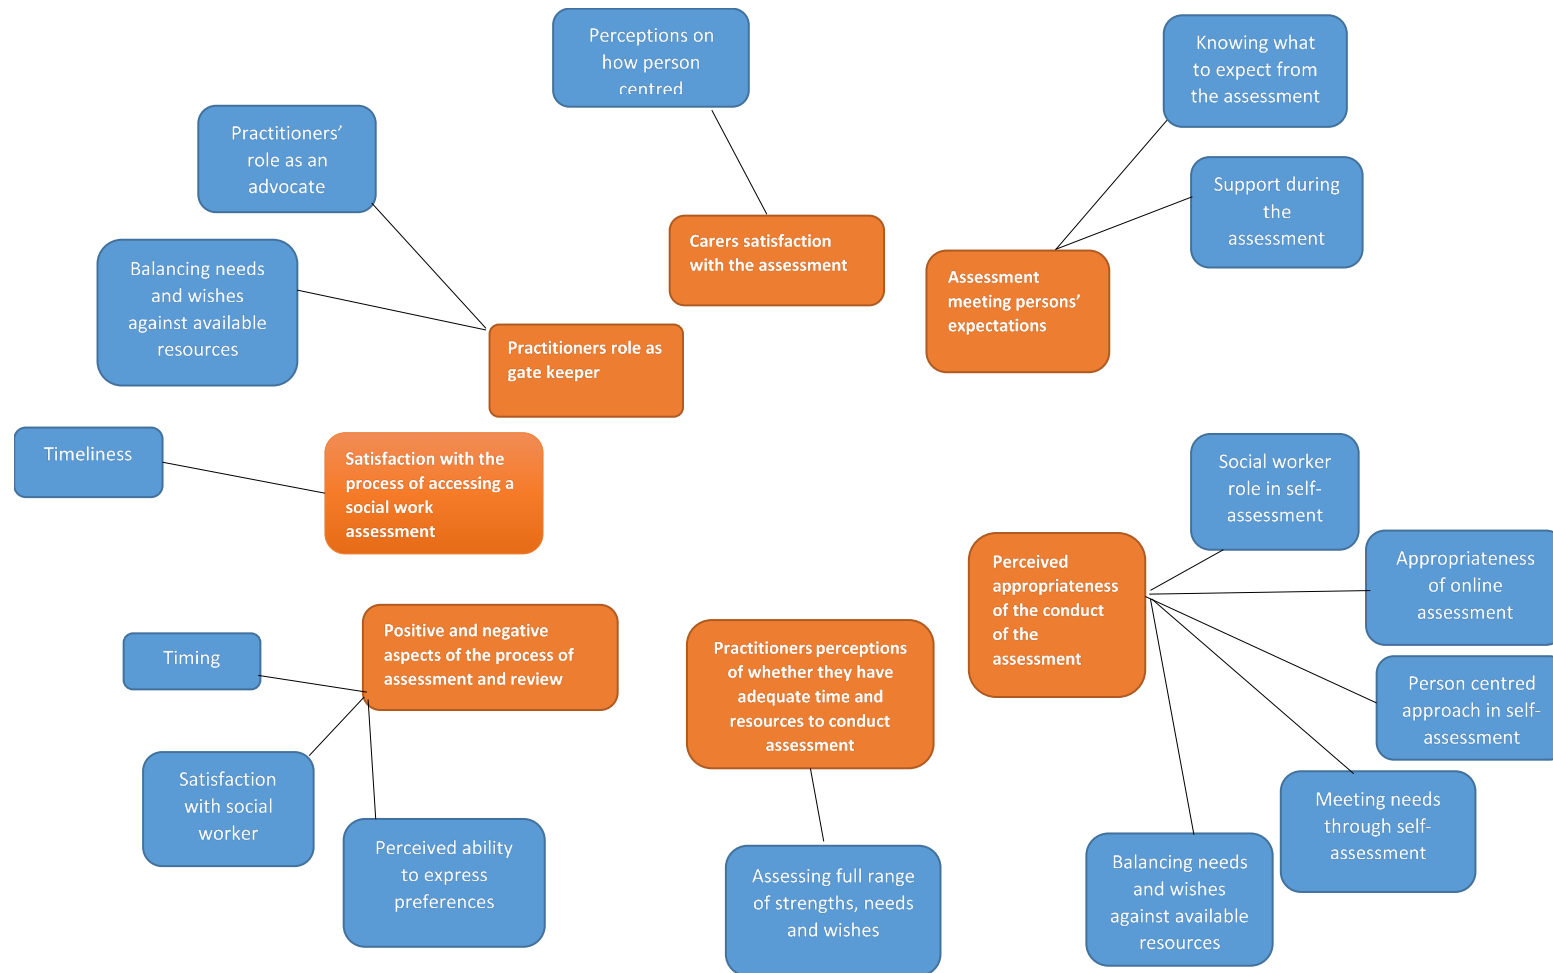 Perceptions on
how person
centred
Knowing what
to expect from
the assessment
Practitioners’
role as an
advocate
Support during
the
assessment
Carers satisfaction
with the assessment
Balancing needs
and wishes
against available
resources
Assessment
meeting persons’
expectations
Practitioners role as
gate keeper
Timeliness
Satisfaction with the
process of accessing a
social work
assessment
Social worker
role in self-
assessment
Appropriateness
of online
assessment
Perceived
appropriateness
of the conduct
of the
assessment
Positive and negative
aspects of the process of
assessment and review
Timing
Practitioners perceptions
of whether they have
adequate time and
resources to conduct
assessment
Person centred
approach in self-
assessment
Satisfaction
with social
worker
Meeting needs
through self-
assessment
Perceived ability
to express
preferences
Assessing full range
of strengths, needs
and wishes
Balancing needs
and wishes
against available
resources